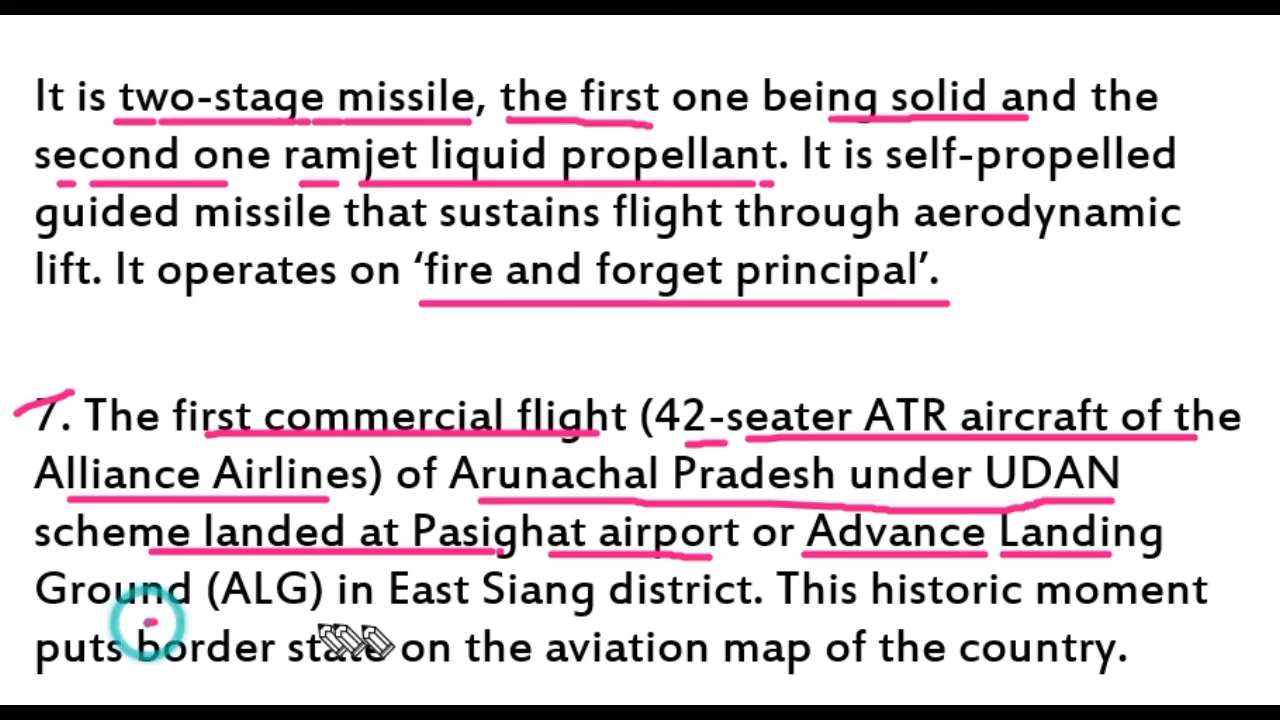 It is two-stage missile, the first one being solid and the
second one ramjet liquid propellant. It is self-propelled
guided missile that sustains flight through aerodynamic
lift. It operates on ‘fire and forget principal’.
7. The first commercial flight (42-seater ATR aircraft of the
Alliance Airlines) of Arunachal Pradesh under UDAN
scheme landed at Pasighat airport or Advance Landing
Ground (ALG) in East Siang district. This historic moment
puts border state on the aviation map of the country.